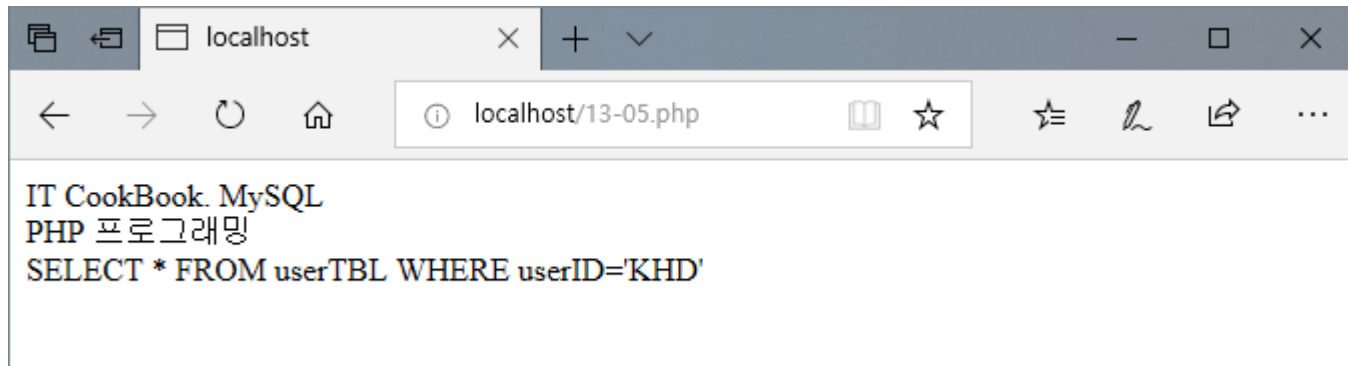 localhost
localhost/13-05.php
IT CookBook. MySQL
PHP 프로그래밍
SELECT * FROM userTBL WHERE userID='KHD'